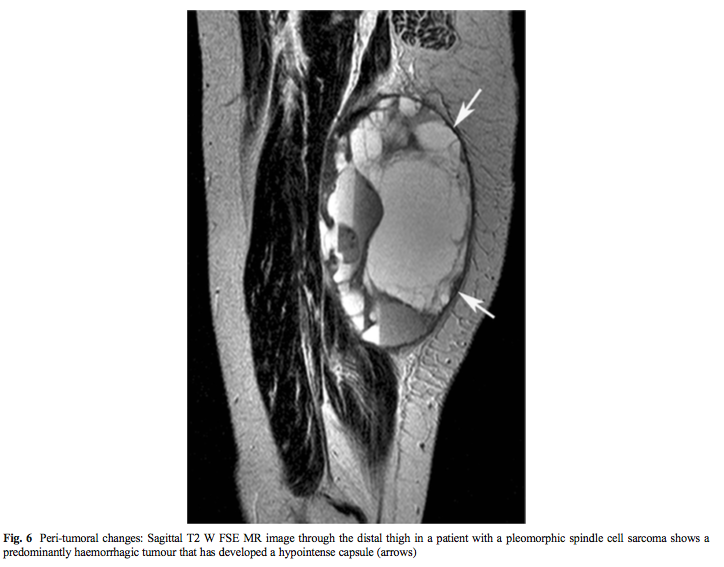 Fig. 6 Peri-tumoral changes: Sagittal T2 W FSE MR image through the distal thigh in a patient with a pleomorphic spindle cell sarcoma shows a
predominantly haemorrhagic tumour that has developed a hypointense capsule (arrows)